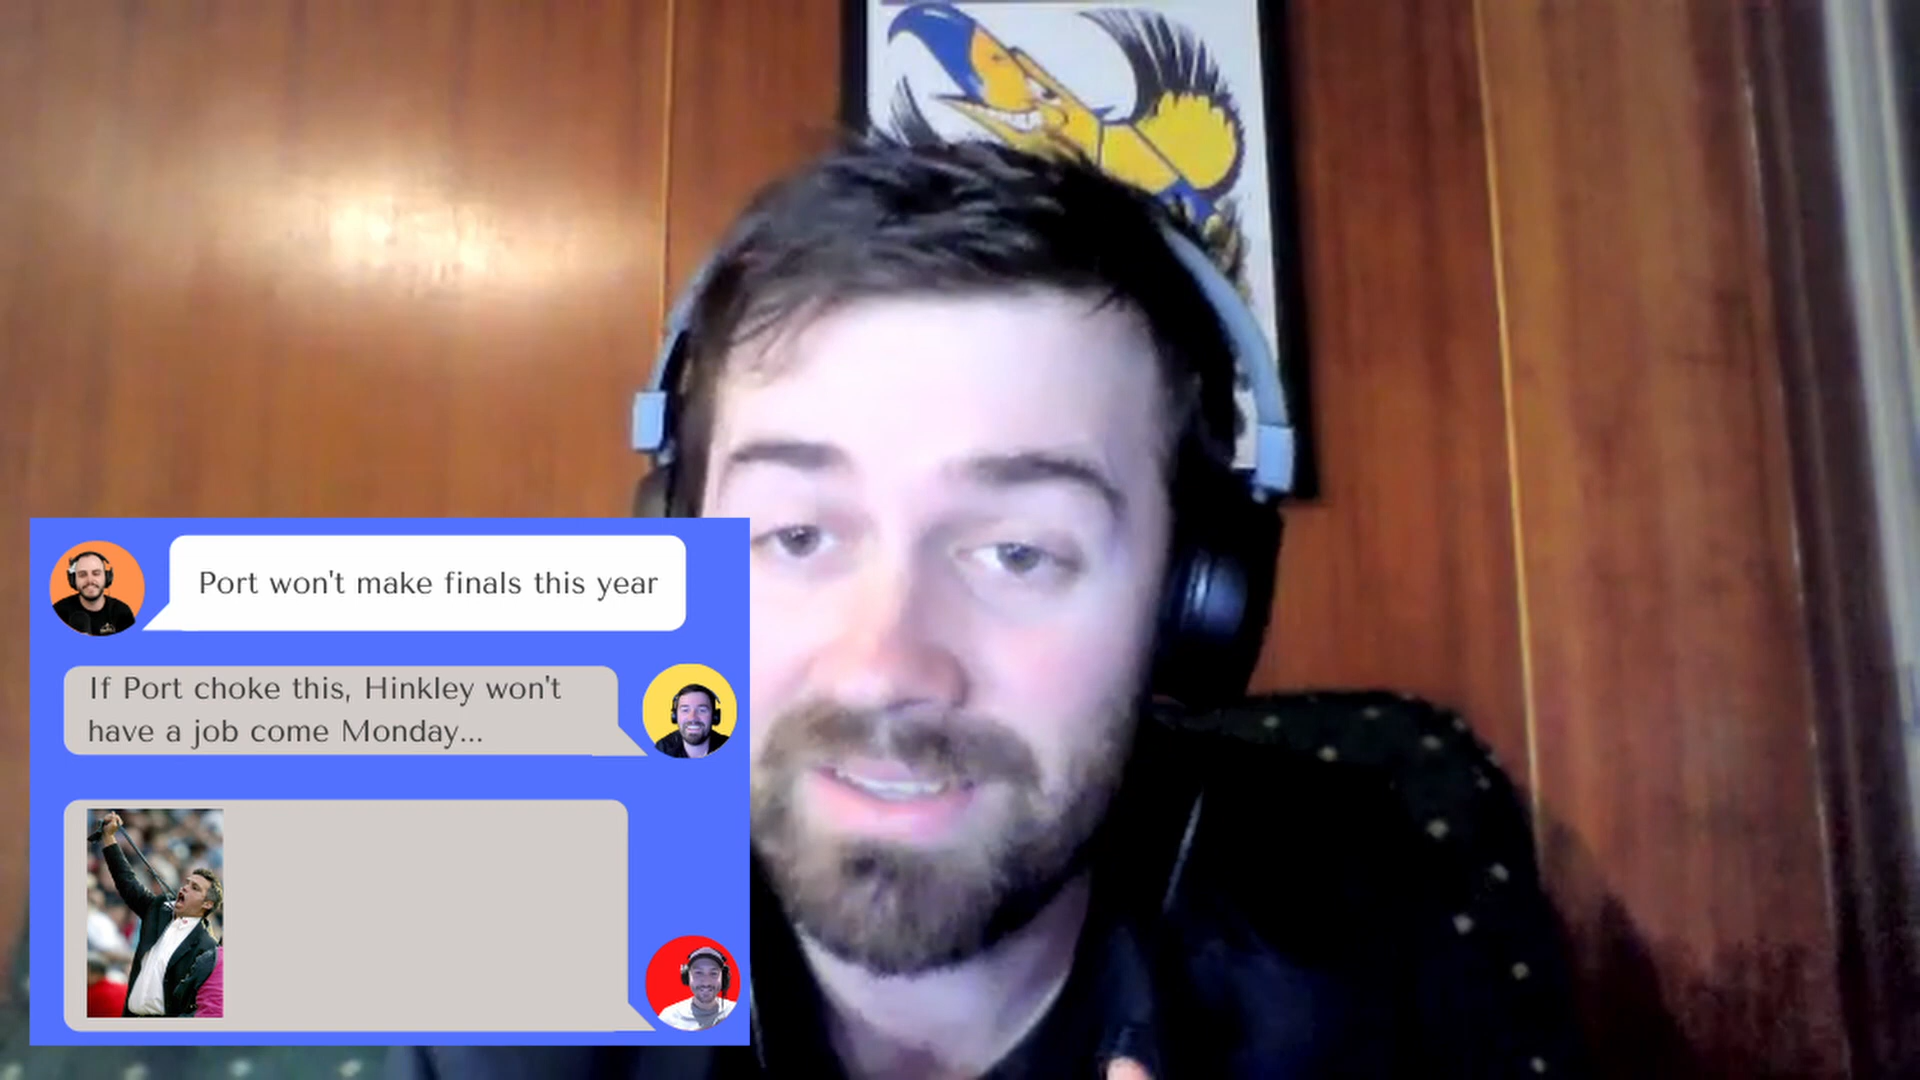 Port won't make finals this year
If Port choke this, Hinkley won't
have a job come Monday...